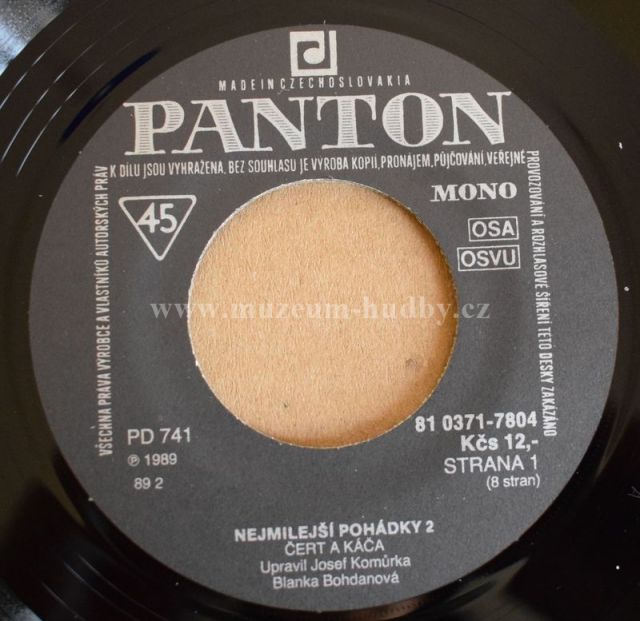 MADE IN CZECHOSLOVAKIA
PANTON
VŠECHNA PRÁVA VÝROBCE A VLASTNÍKŮ AUTORSKÝCH PRÁV
K DÍLU JSOU VYHRAŽENA. BEZ SOUHLASU JE VÝROBA KOPIÍ, PRONÁJEM, PŮJČOVÁNÍ, VEŘEJNÉ
PROVOZOVÁNÍ A ROZHLASOVÉ ŠÍŘENÍ TÉTO DESKY ZAKÁZÁNO
45
MONO
OSA
OSVU
www.muzeum-hudby.cz
PD 741
℗ 1989
89 2
81 0371-7804
Kčs 12,-
STRANA 1
(8 stran)
NEJMILEJŠÍ POHÁDKY 2
ČERT A KÁČA
Upravil Josef Komůrka
Blanka Bohdanová